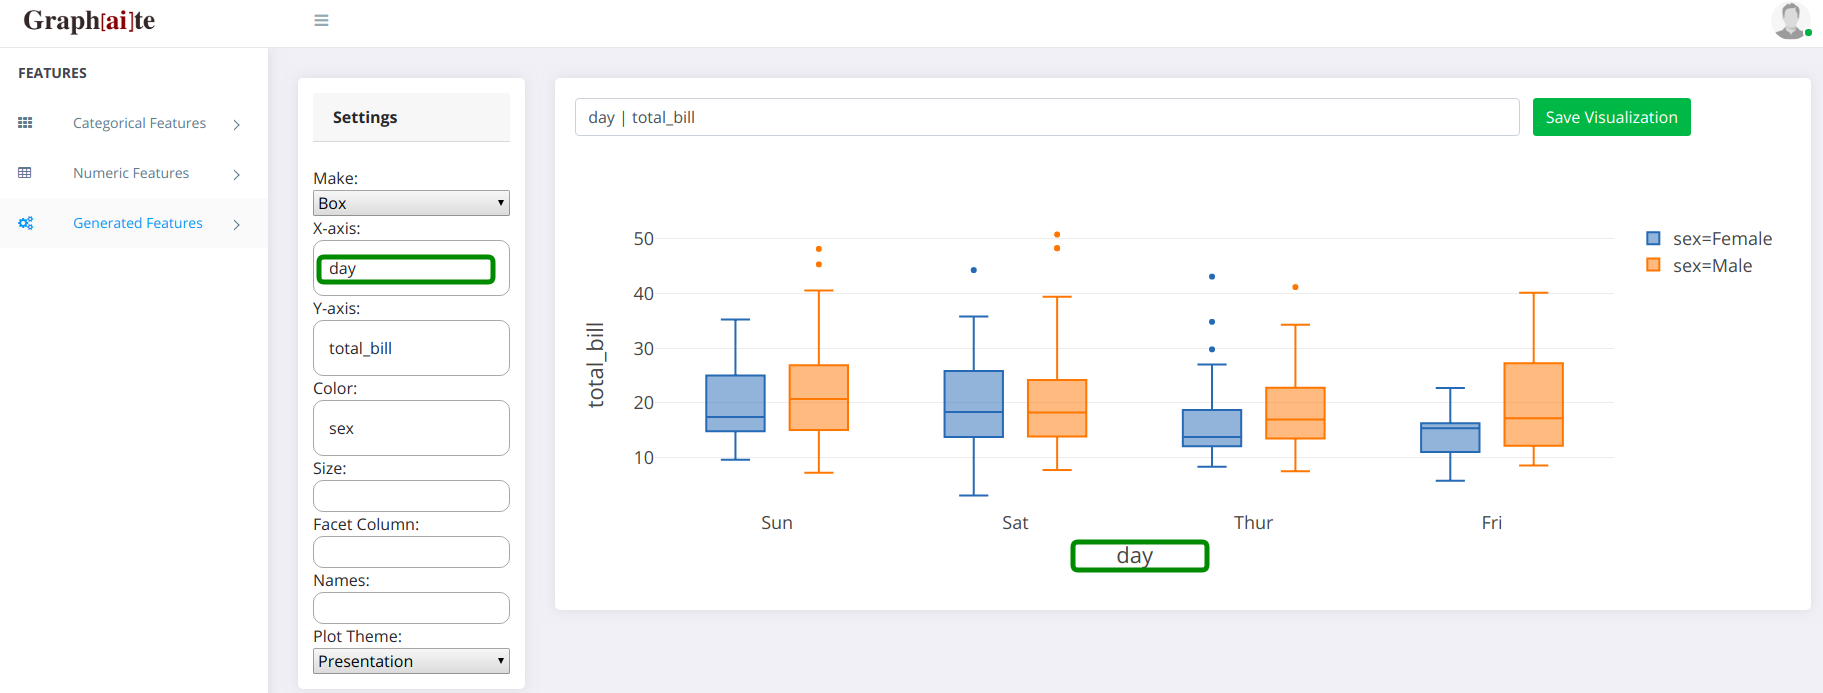 Graph[ai]te
FEATURES
Categorical Features
Numeric Features
Generated Features
Settings
Make:
Box
X-axis:
day
Y-axis:
total_bill
Color:
sex
Size:
Facet Column:
Names:
Plot Theme:
Presentation
day | total_bill
Save Visualization
50
40
30
20
10
total_bill
Sun
Sat
Thur
Fri
day
sex=Female
sex=Male